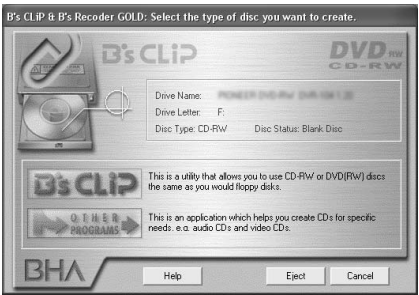 B's CLiP & B's Recoder GOLD: Select the type of disc you want to create.
B's CLiP
DVD RW
CD-RW
Drive Name:
Drive Letter: F:
Disc Type: CD-RW Disc Status: Blank Disc
B's CLiP
This is a utility that allows you to use CD-RW or DVD(RW) discs
the same as you would floppy disks.
OTHER
PROGRAMS
This is an application which helps you create CDs for specific
needs. e.g. audio CDs and video CDs.
BHA
Help
Eject
Cancel